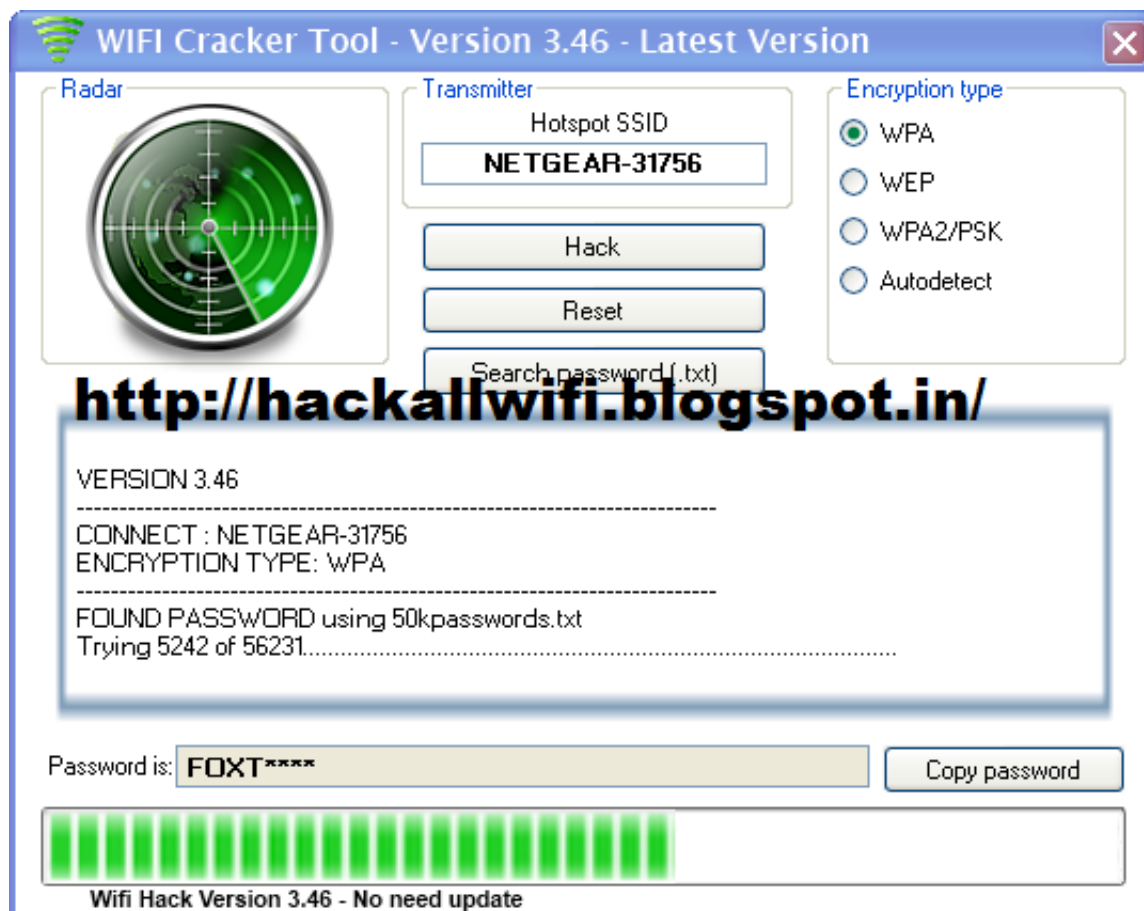 WIFI Cracker Tool - Version 3.46 - Latest Version
Radar
Transmitter
Hotspot SSID
NETGEAR-31756
Hack
Reset
Search password (.txt)
Encryption type
WPA
WEP
WPA2/PSK
Autodetect
http://hackallwifi.blogspot.in/
VERSION 3.46
--------------------------------------------------------------------------------
CONNECT : NETGEAR-31756
ENCRYPTION TYPE: WPA
--------------------------------------------------------------------------------
FOUND PASSWORD using 50kpasswords.txt
Trying 5242 of 56231..............................................................................................
Password is: FOXT****
Copy password
Wifi Hack Version 3.46 - No need update